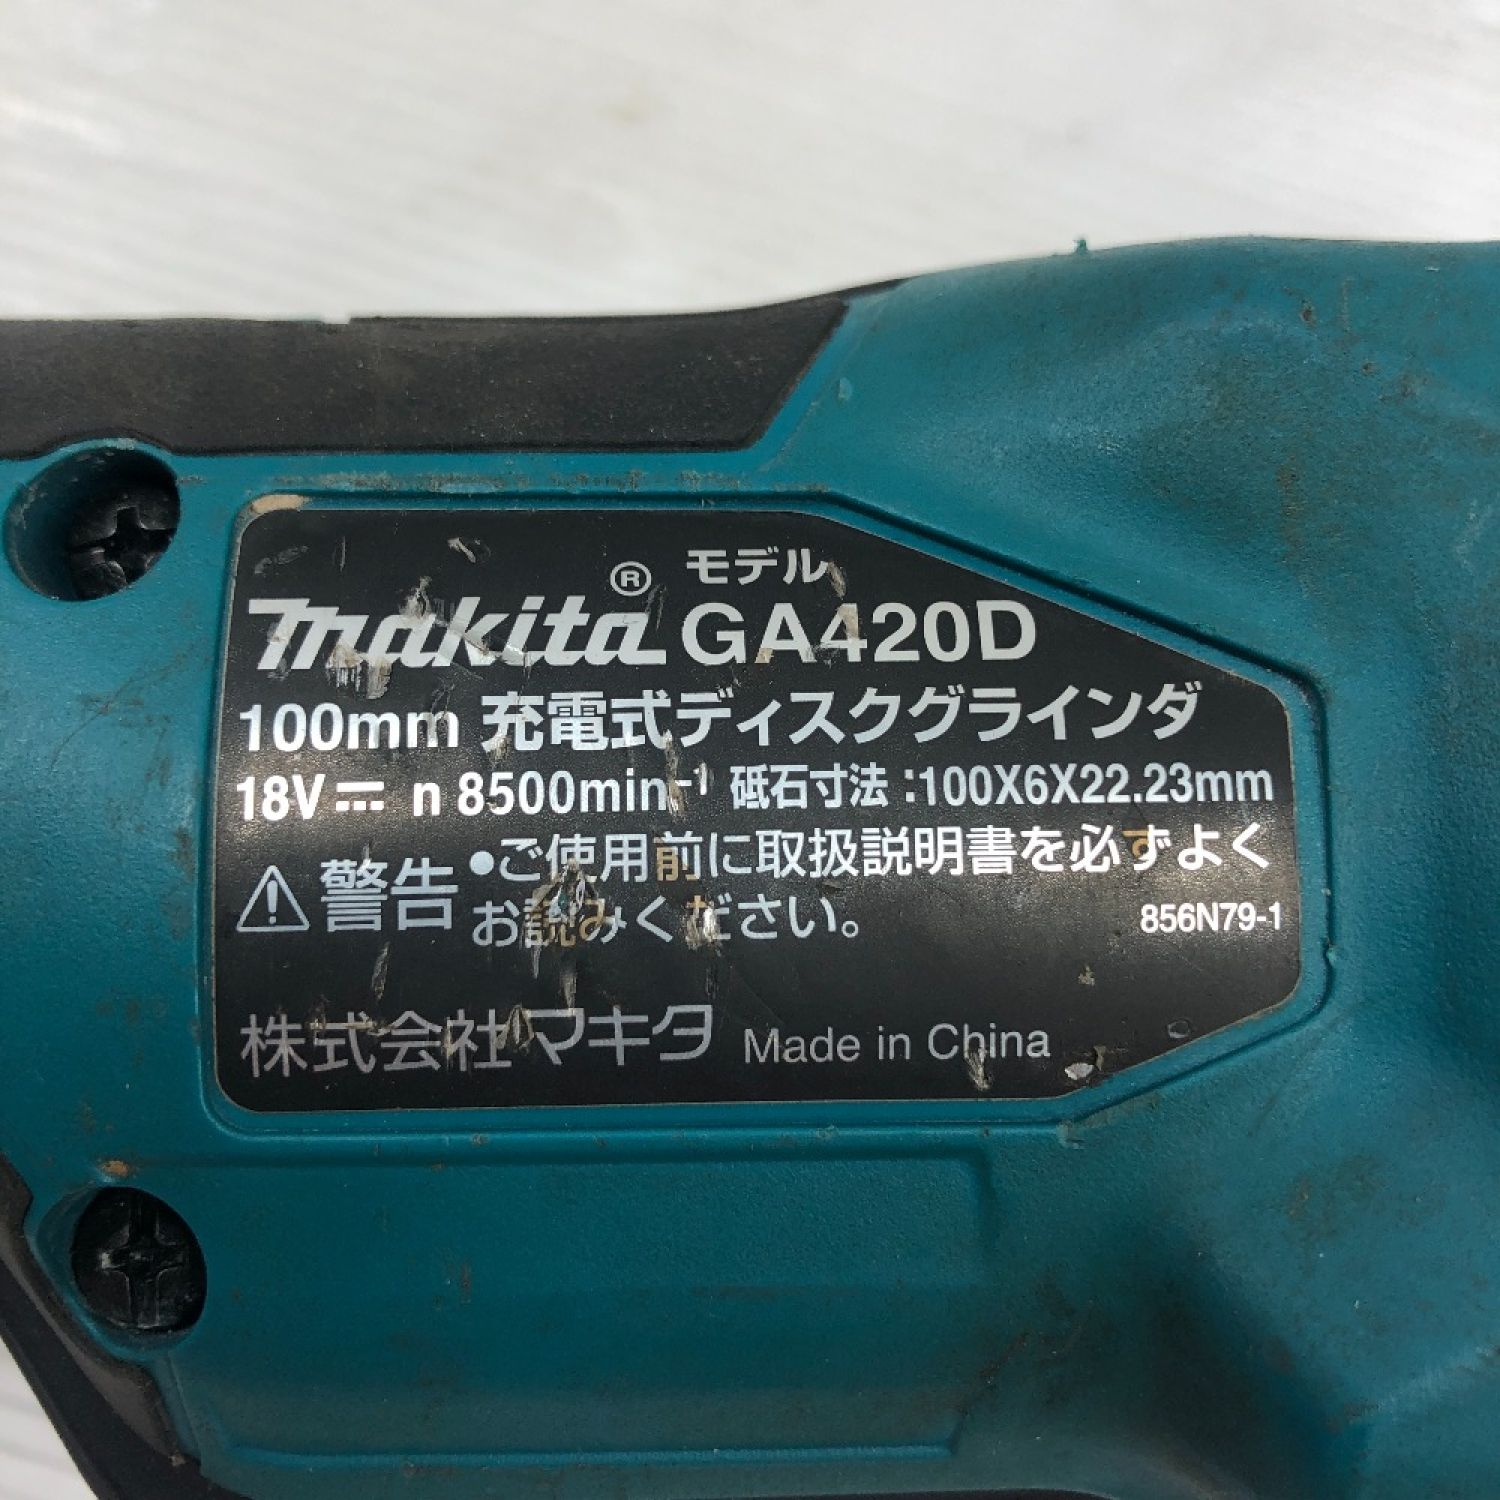 モデル
makita® GA420D
100mm 充電式ディスクグラインダ
18V⎓ n 8500min⁻¹ 砥石寸法:100X6X22.23mm
⚠警告 ●ご使用前に取扱説明書を必ずよく
お読みください。 856N79-1
株式会社マキタ Made in China